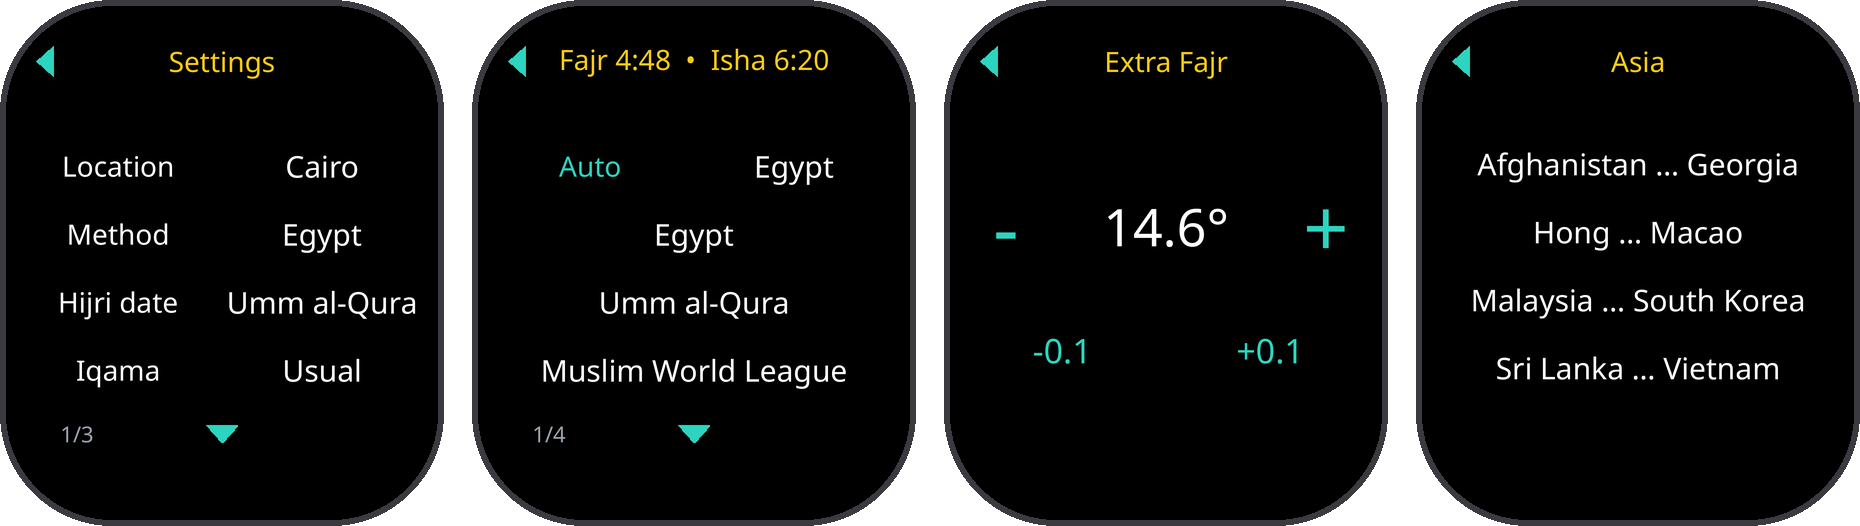 Settings
Location Cairo
Method Egypt
Hijri date Umm al-Qura
Iqama Usual
1/3
Fajr 4:48 • Isha 6:20
Auto Egypt
Egypt
Umm al-Qura
Muslim World League
1/4
Extra Fajr
- 14.6° +
-0.1 +0.1
Asia
Afghanistan ... Georgia
Hong ... Macao
Malaysia ... South Korea
Sri Lanka ... Vietnam